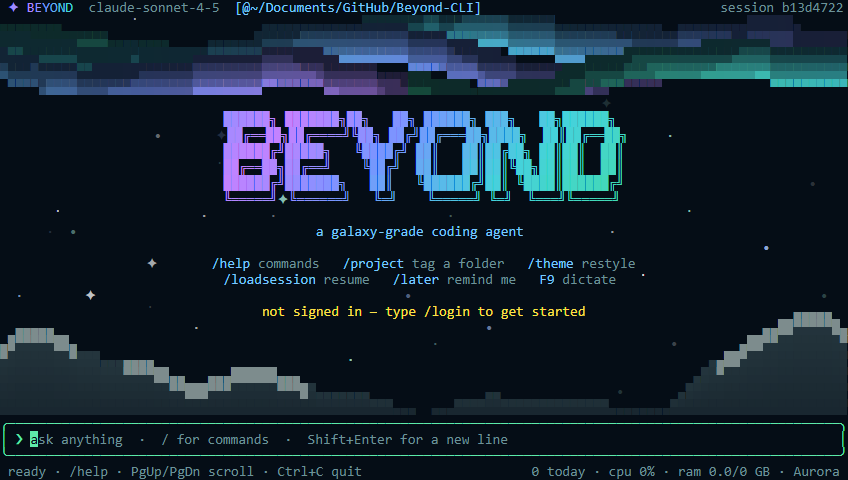 ✦ BEYOND claude-sonnet-4-5 [@~/Documents/GitHub/Beyond-CLI] session b13d4722
BEYOND
a galaxy-grade coding agent
/help commands /project tag a folder /theme restyle
/loadsession resume /later remind me F9 dictate
not signed in — type /login to get started
❯ ask anything · / for commands · Shift+Enter for a new line
ready · /help · PgUp/PgDn scroll · Ctrl+C quit 0 today · cpu 0% · ram 0.0/0 GB · Aurora